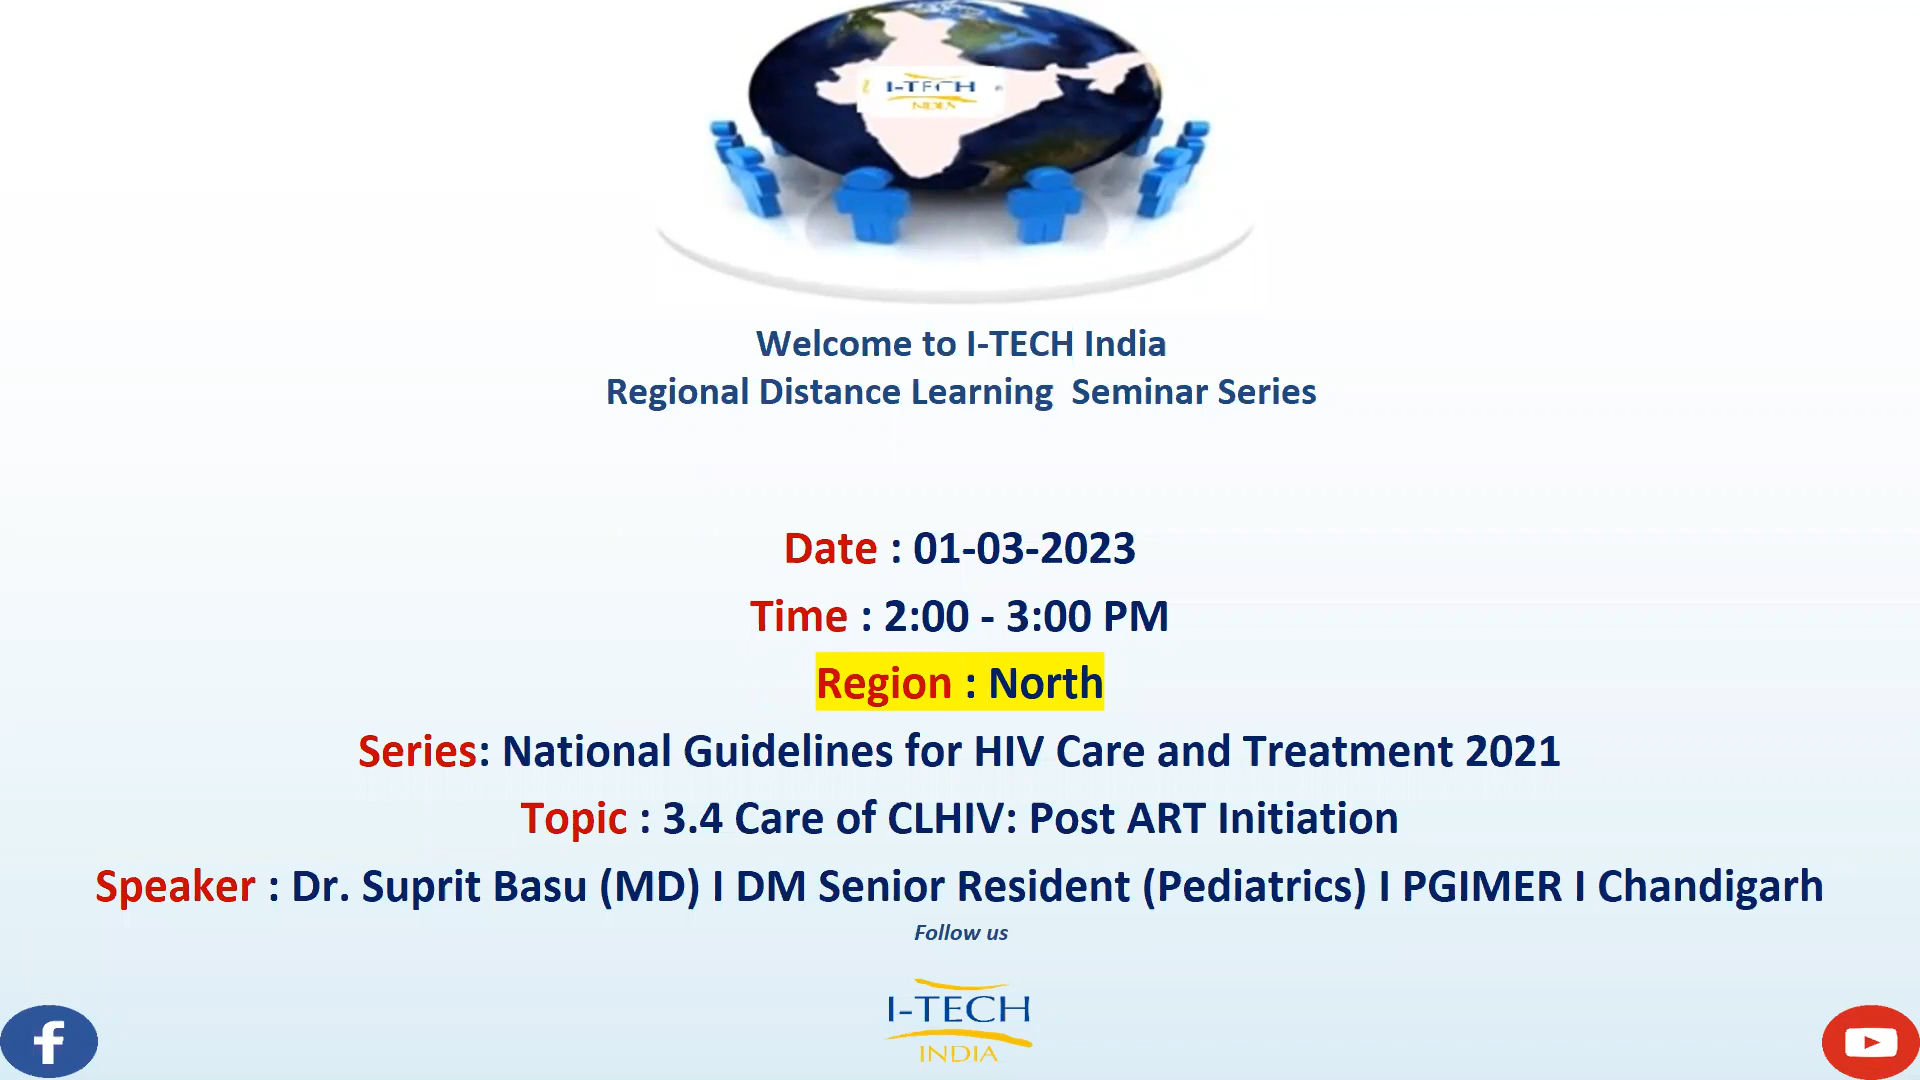 I-TECH
INDIA
Welcome to I-TECH India
Regional Distance Learning Seminar Series
Date : 01-03-2023
Time : 2:00 - 3:00 PM
Region : North
Series: National Guidelines for HIV Care and Treatment 2021
Topic : 3.4 Care of CLHIV: Post ART Initiation
Speaker : Dr. Suprit Basu (MD) I DM Senior Resident (Pediatrics) I PGIMER I Chandigarh
Follow us
I-TECH
INDIA